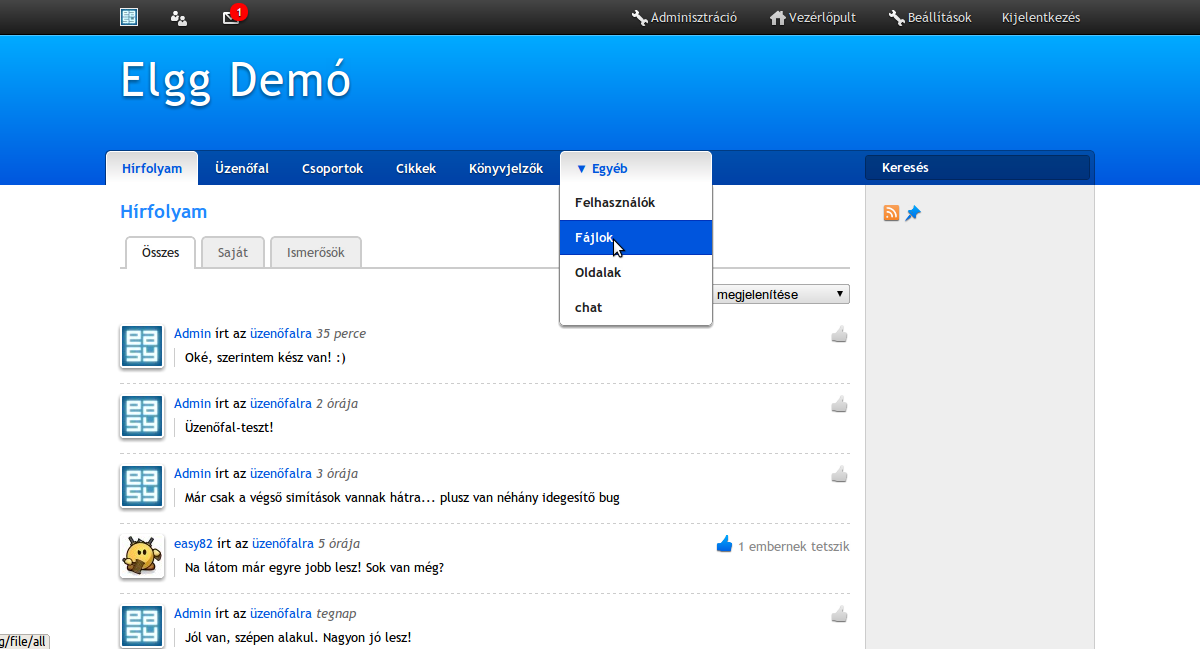 1
Adminisztráció
Vezérlőpult
Beállítások
Kijelentkezés
Elgg Demó
Hírfolyam
Üzenőfal
Csoportok
Cikkek
Könyvjelzők
▼ Egyéb
Keresés
Felhasználók
Fájlok
Oldalak
chat
Hírfolyam
Összes
Saját
Ismerősök
megjelenítése
Admin írt az üzenőfalra 35 perce
Oké, szerintem kész van! :)
Admin írt az üzenőfalra 2 órája
Üzenőfal-teszt!
Admin írt az üzenőfalra 3 órája
Már csak a végső simítások vannak hátra... plusz van néhány idegesítő bug
easy82 írt az üzenőfalra 5 órája
1 embernek tetszik
Na látom már egyre jobb lesz! Sok van még?
Admin írt az üzenőfalra tegnap
Jól van, szépen alakul. Nagyon jó lesz!
g/file/all